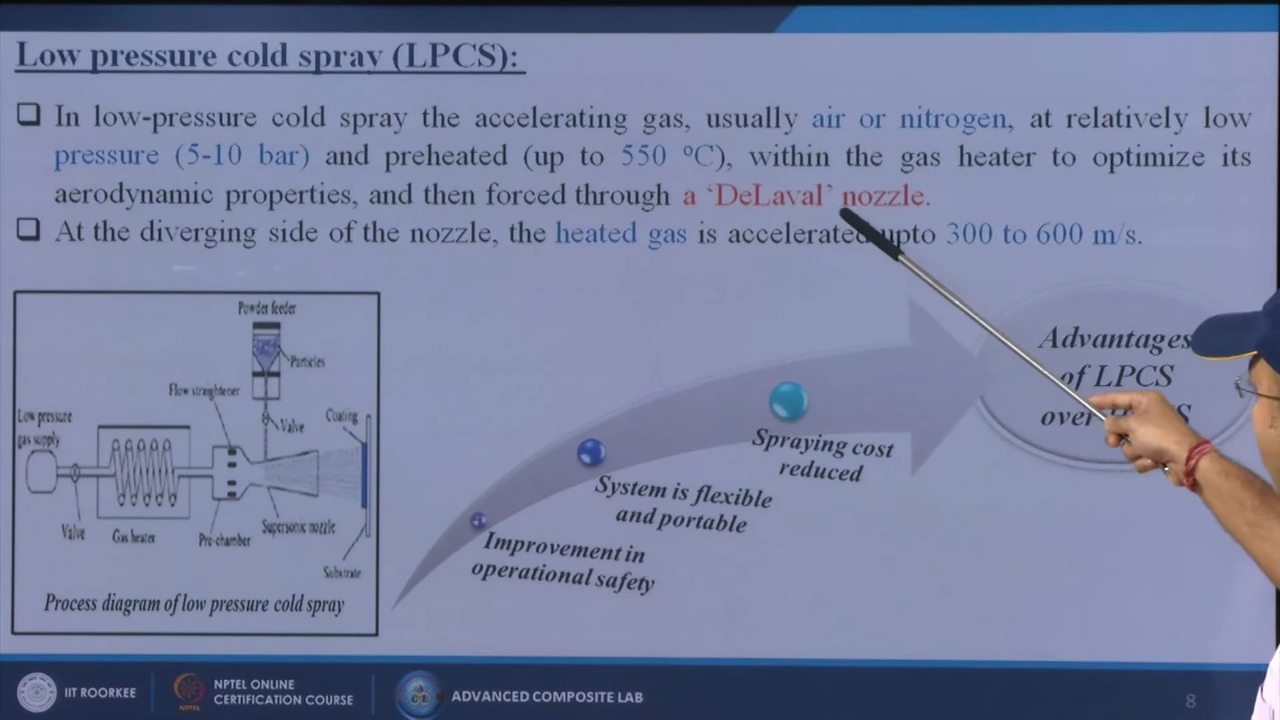 Low pressure cold spray (LPCS):
❑ In low-pressure cold spray the accelerating gas, usually air or nitrogen, at relatively low
pressure (5-10 bar) and preheated (up to 550 ºC), within the gas heater to optimize its
aerodynamic properties, and then forced through a 'DeLaval' nozzle.
❑ At the diverging side of the nozzle, the heated gas is accelerated upto 300 to 600 m/s.
Powder feeder
Particles
Flow straightener
Low pressure
gas supply
Valve
Coating
Valve
Gas heater
Pre-chamber
Supersonic nozzle
Substrate
Process diagram of low pressure cold spray
Improvement in
operational safety
System is flexible
and portable
Spraying cost
reduced
Advantages
of LPCS
over
IIT ROORKEE
NPTEL ONLINE
CERTIFICATION COURSE
NPTEL
ADVANCED COMPOSITE LAB
8